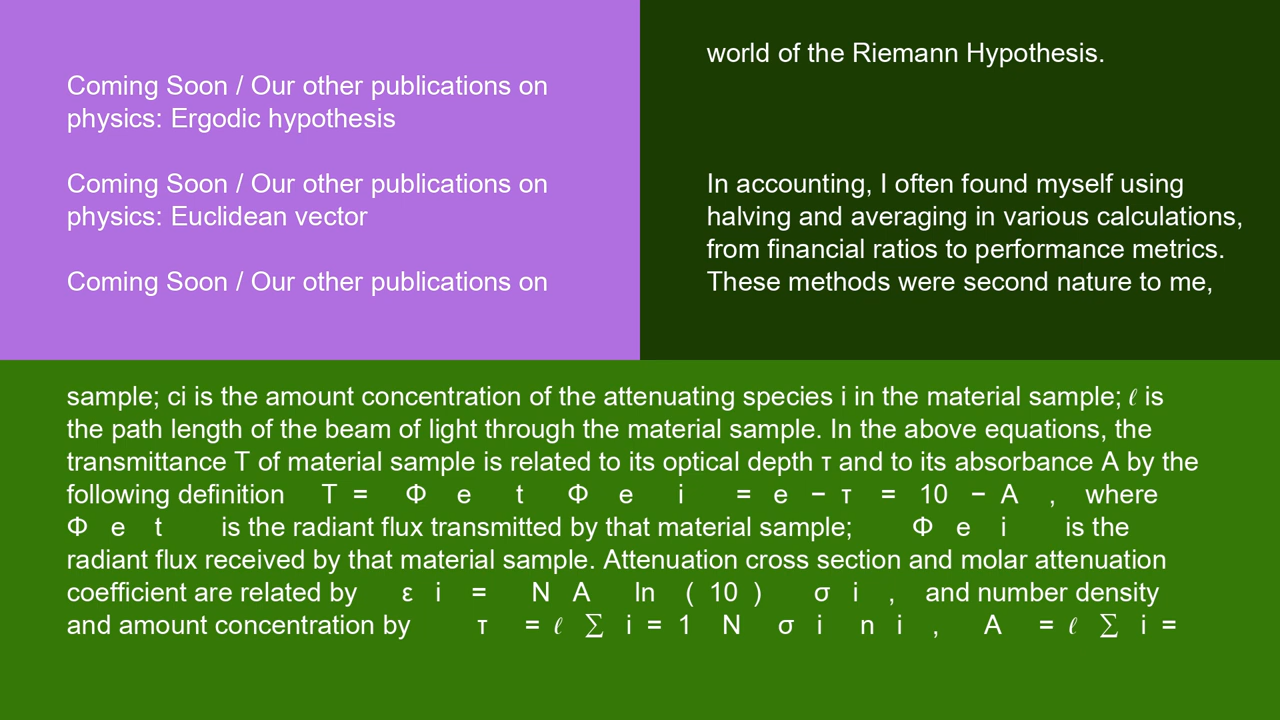 Coming Soon / Our other publications on
physics: Ergodic hypothesis
Coming Soon / Our other publications on
physics: Euclidean vector
Coming Soon / Our other publications on
world of the Riemann Hypothesis.
In accounting, I often found myself using
halving and averaging in various calculations,
from financial ratios to performance metrics.
These methods were second nature to me,
sample; ci is the amount concentration of the attenuating species i in the material sample; ℓ is
the path length of the beam of light through the material sample. In the above equations, the
transmittance T of material sample is related to its optical depth τ and to its absorbance A by the
following definition T = Φ e t Φ e i = e − τ = 10 − A , where
Φ e t is the radiant flux transmitted by that material sample; Φ e i is the
radiant flux received by that material sample. Attenuation cross section and molar attenuation
coefficient are related by ε i = N A ln ( 10 ) σ i , and number density
and amount concentration by τ = ℓ ∑ i = 1 N σ i n i , A = ℓ ∑ i =